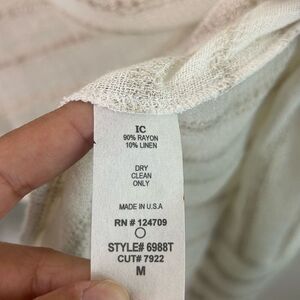 IC
90% RAYON
10% LINEN
DRY
CLEAN
ONLY
MADE IN U.S.A
RN # 124709
STYLE# 6988T
CUT# 7922
M